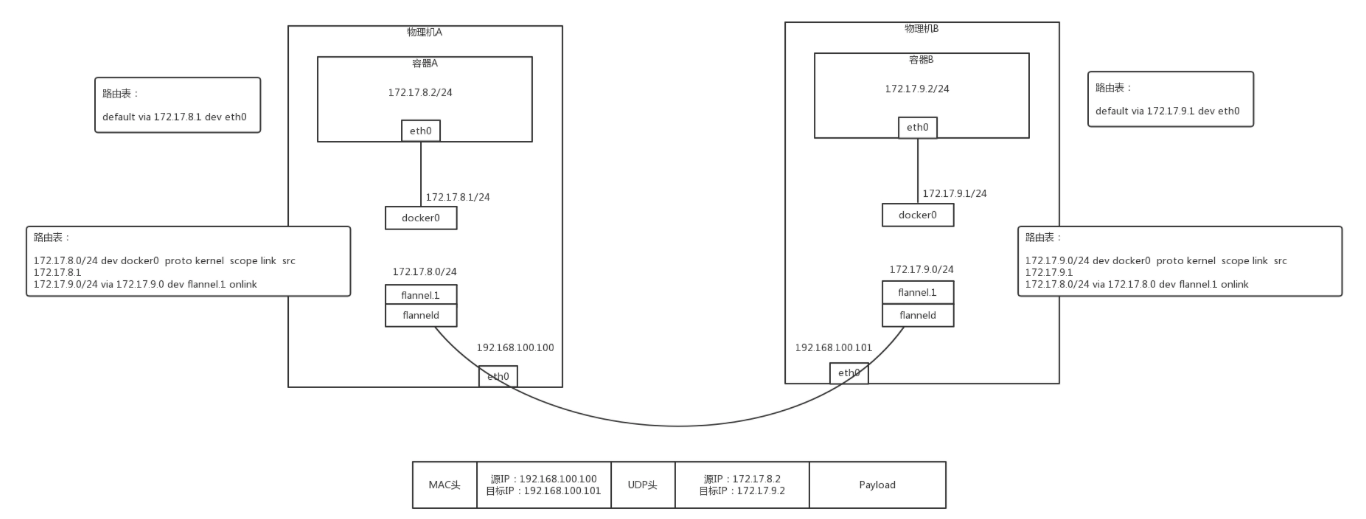 物理机A
容器A
172.17.8.2/24
eth0
路由表：
default via 172.17.8.1 dev eth0
172.17.8.1/24
docker0
路由表：
172.17.8.0/24 dev docker0  proto kernel  scope link  src
172.17.8.1
172.17.9.0/24 via 172.17.9.0 dev flannel.1 onlink
172.17.8.0/24
flannel.1
flanneld
192.168.100.100
eth0
物理机B
容器B
172.17.9.2/24
eth0
路由表：
default via 172.17.9.1 dev eth0
172.17.9.1/24
docker0
路由表：
172.17.9.0/24 dev docker0  proto kernel  scope link  src
172.17.9.1
172.17.8.0/24 via 172.17.8.0 dev flannel.1 onlink
172.17.9.0/24
flannel.1
flanneld
192.168.100.101
eth0
MAC头
源IP：192.168.100.100
目标IP：192.168.100.101
UDP头
源IP：172.17.8.2
目标IP：172.17.9.2
Payload